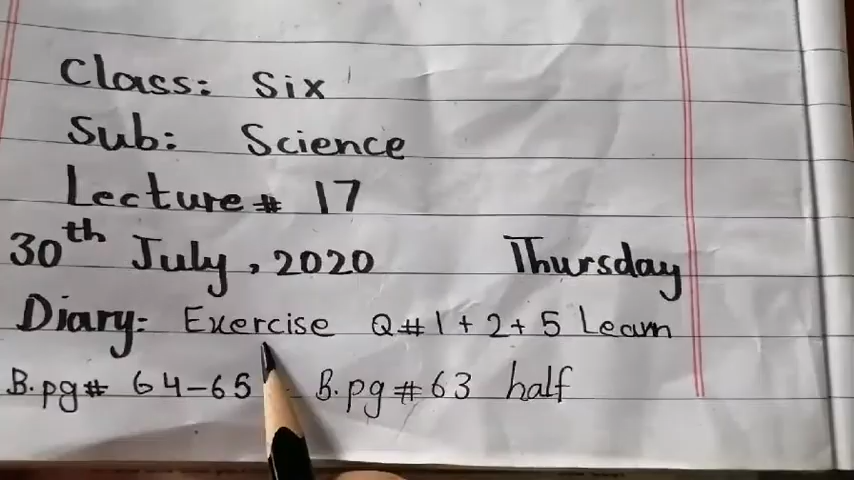 Class: Six
Sub: Science
Lecture # 17
30th July, 2020 Thursday
Diary: Exercise Q#1+2+5 Learn
B.pg# 64-65 B.pg#63 half